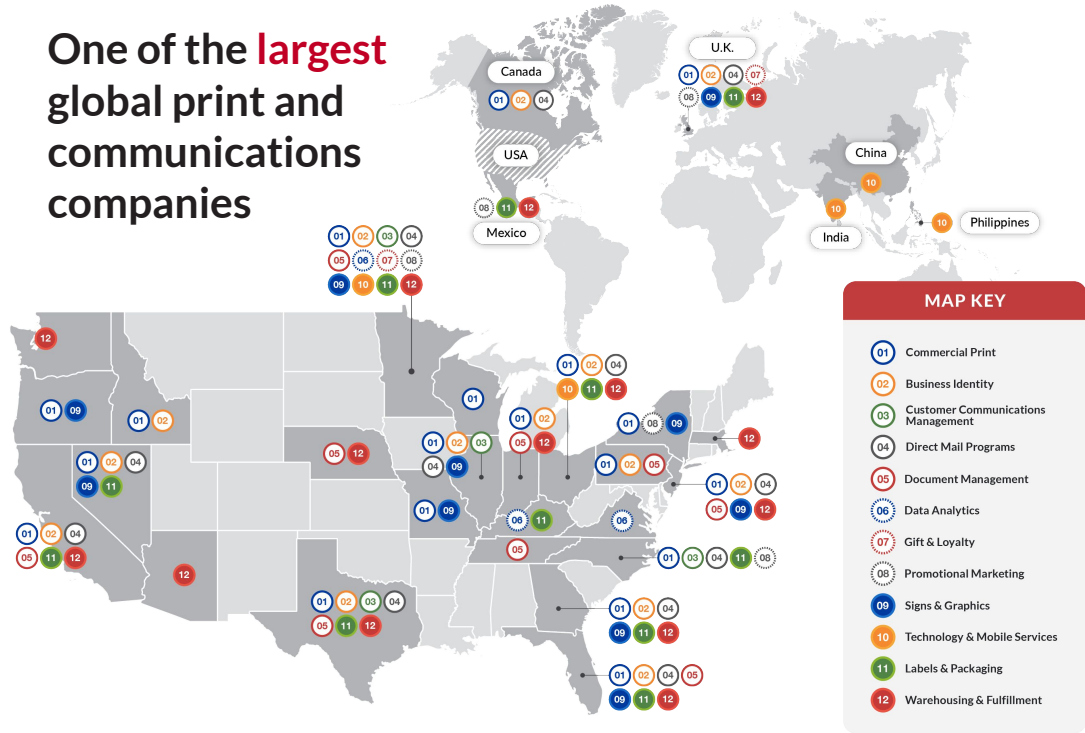 One of the largest
global print and
communications
companies
Canada
01 02 04
USA
08 11 12
Mexico
U.K.
01 02 04 07
08 09 11 12
China
10
10
India
10 Philippines
01 02 03 04
05 06 07 08
09 10 11 12
12
01 09
01 02
01 02 04
09 11
01 02 04
05 11 12
12
05 12
01 02 03 04
05 11 12
01
01 02 03
04 09
01 09
01 02
05 12
01 02 04
10 11 12
06 11
05
01 08 09
01 02 05
06
12
01 02 04
05 09 12
01 03 04 11 08
01 02 04
09 11 12
01 02 04 05
09 11 12
MAP KEY
01 Commercial Print
02 Business Identity
03 Customer Communications
Management
04 Direct Mail Programs
05 Document Management
06 Data Analytics
07 Gift & Loyalty
08 Promotional Marketing
09 Signs & Graphics
10 Technology & Mobile Services
11 Labels & Packaging
12 Warehousing & Fulfillment